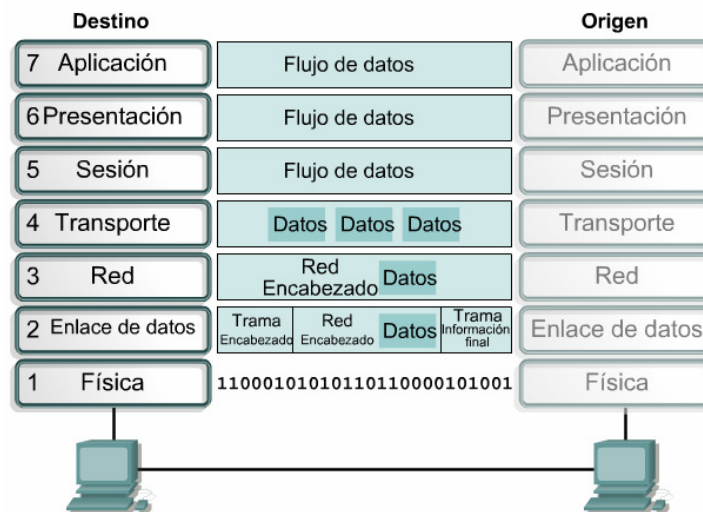 Destino
Origen
7 Aplicación
Flujo de datos
Aplicación
6 Presentación
Flujo de datos
Presentación
5 Sesión
Flujo de datos
Sesión
4 Transporte
Datos Datos Datos
Transporte
3 Red
Red
Encabezado Datos
Red
2 Enlace de datos
Trama
Encabezado
Red
Encabezado
Datos
Trama
Información
final
Enlace de datos
1 Física
1100010101011011000010​1001
Física